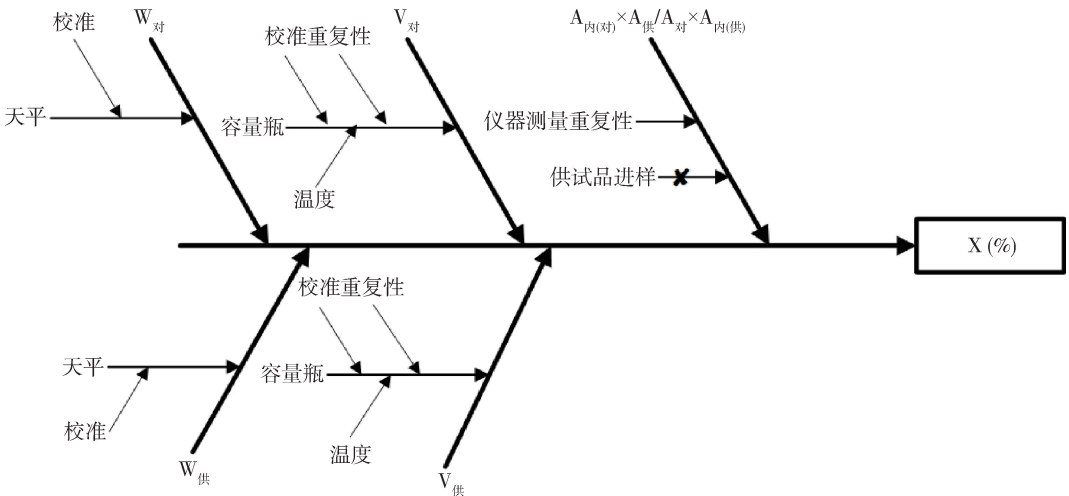 校准
W对
天平
校准重复性
V对
容量瓶
温度
A内(对)×A供/A对×A内(供)
仪器测量重复性
供试品进样
X (%)
天平
校准
W供
校准重复性
容量瓶
温度
V供